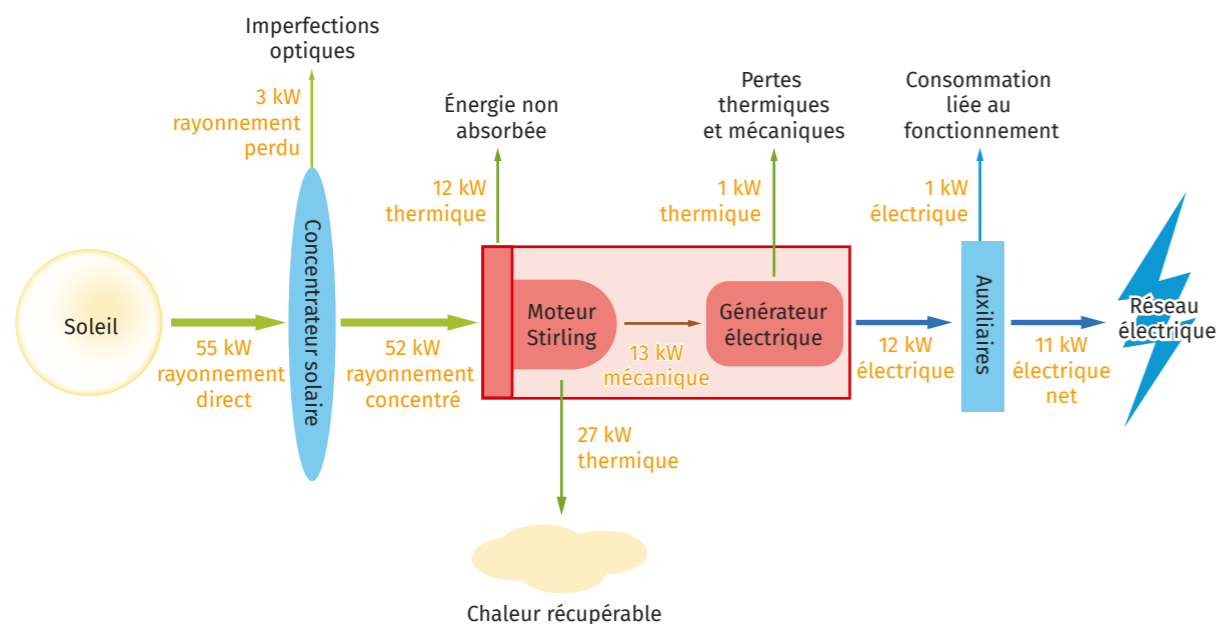 Imperfections
optiques
3 kW
rayonnement
perdu
Énergie non
absorbée
12 kW
thermique
Pertes
thermiques
et mécaniques
1 kW
thermique
Consommation
liée au
fonctionnement
1 kW
électrique
Soleil
55 kW
rayonnement
direct
Concentrateur solaire
52 kW
rayonnement
concentré
Moteur
Stirling
13 kW
mécanique
Générateur
électrique
12 kW
électrique
Auxiliaires
11 kW
électrique
net
Réseau
électrique
27 kW
thermique
Chaleur récupérable